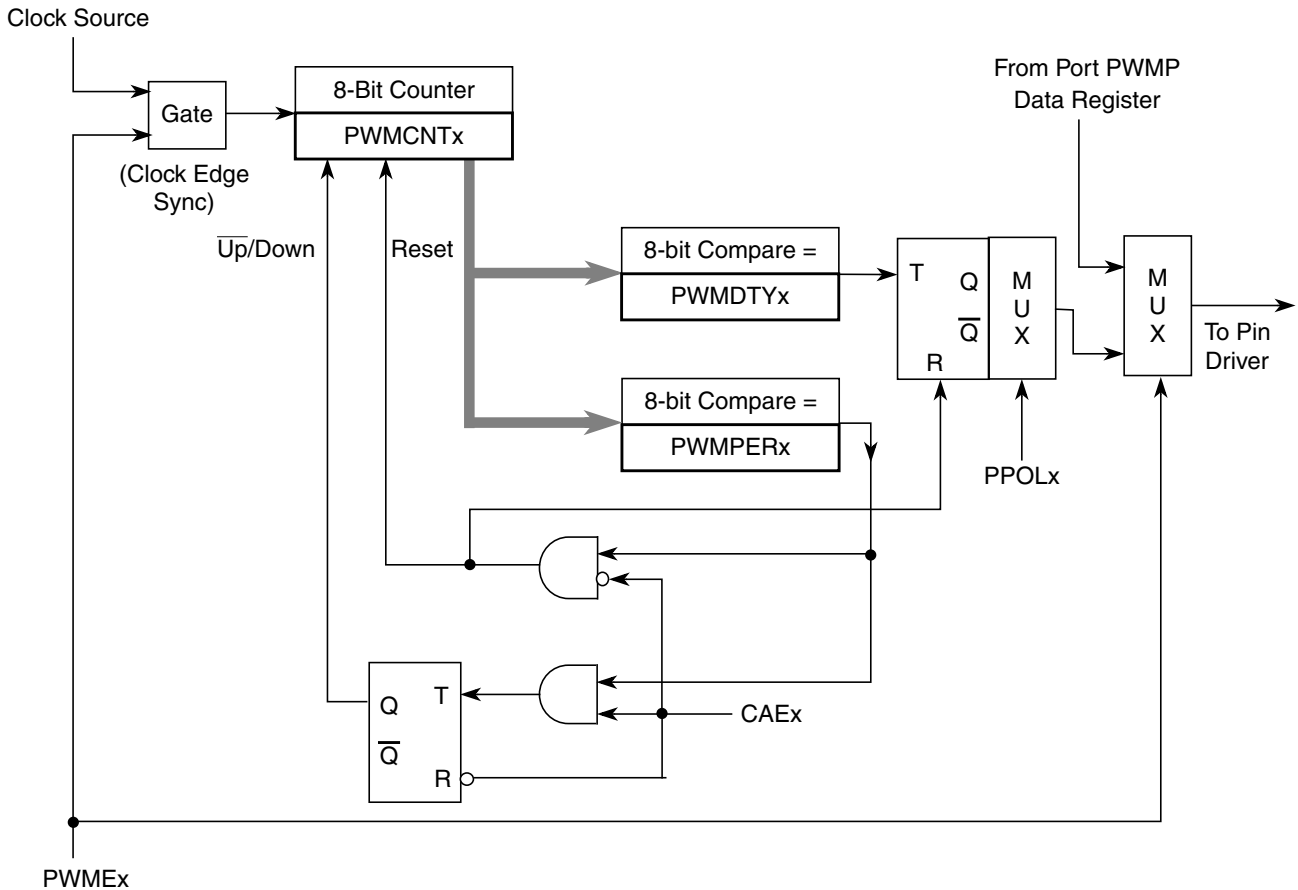 Clock Source
From Port PWMP
Data Register
8-Bit Counter
Gate
PWMCNTx
(Clock Edge
Sync)
U̅p̅/Down
Reset
8-bit Compare =
PWMDTYx
T
Q
Q̅
R
M
U
X
M
U
X
To Pin
Driver
8-bit Compare =
PWMPERx
PPOLx
Q
T
Q̅
R
CAEx
PWMEx